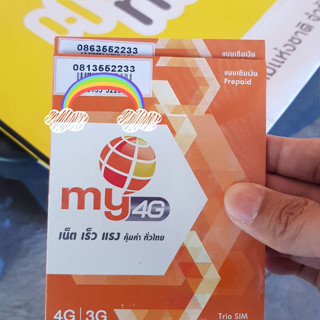 0863552233
แบบเติมเงิน
0813552233
แบบเติมเงิน
Prepaid
my 4G
เน็ต เร็ว แรง คุ้มค่า ทั่วไทย
4G|3G
Trio SIM